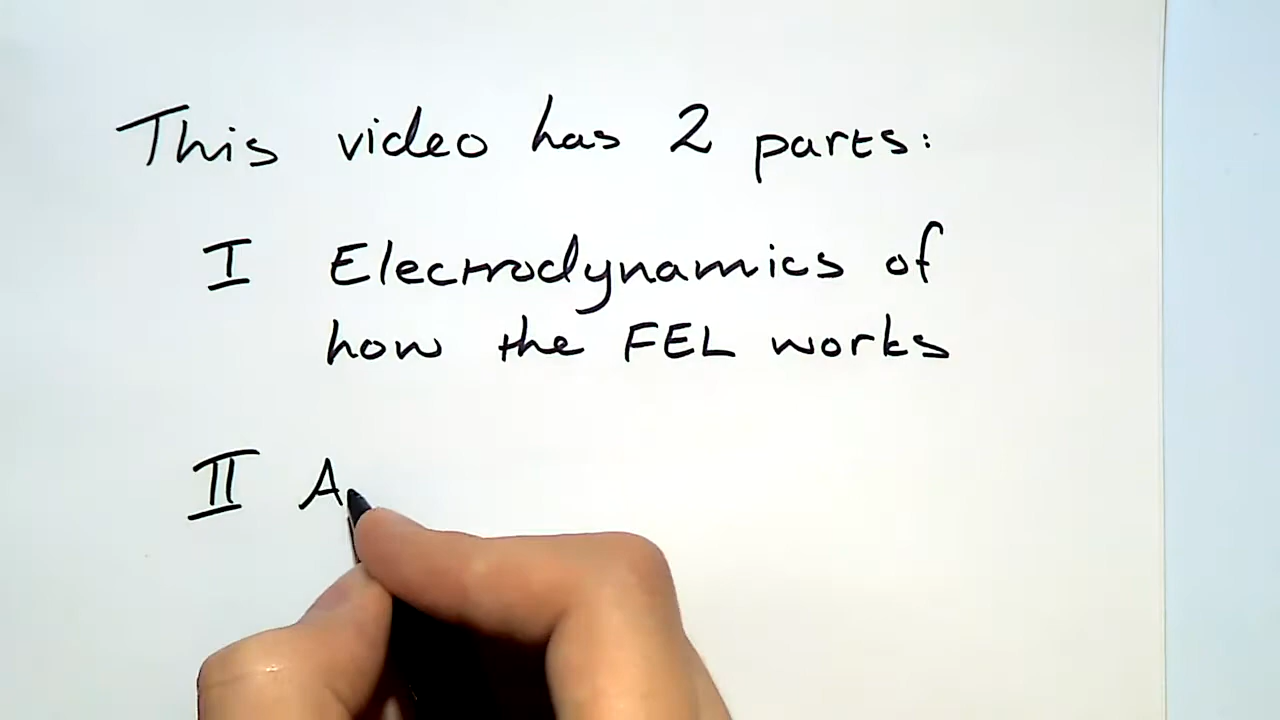 This video has 2 parts:
I Electrodynamics of
how the FEL works
II A